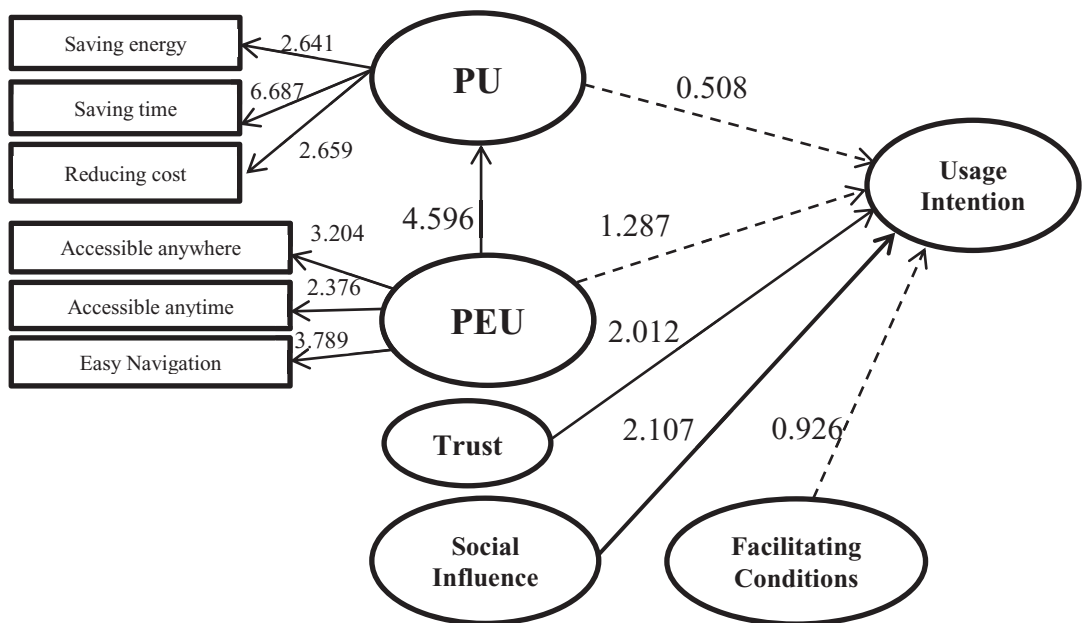 Saving energy
2.641
PU
0.508
Saving time
6.687
Reducing cost
2.659
Usage
Intention
4.596
1.287
Accessible anywhere
3.204
Accessible anytime
2.376
PEU
Easy Navigation
3.789
2.012
Trust
2.107
0.926
Social
Influence
Facilitating
Conditions